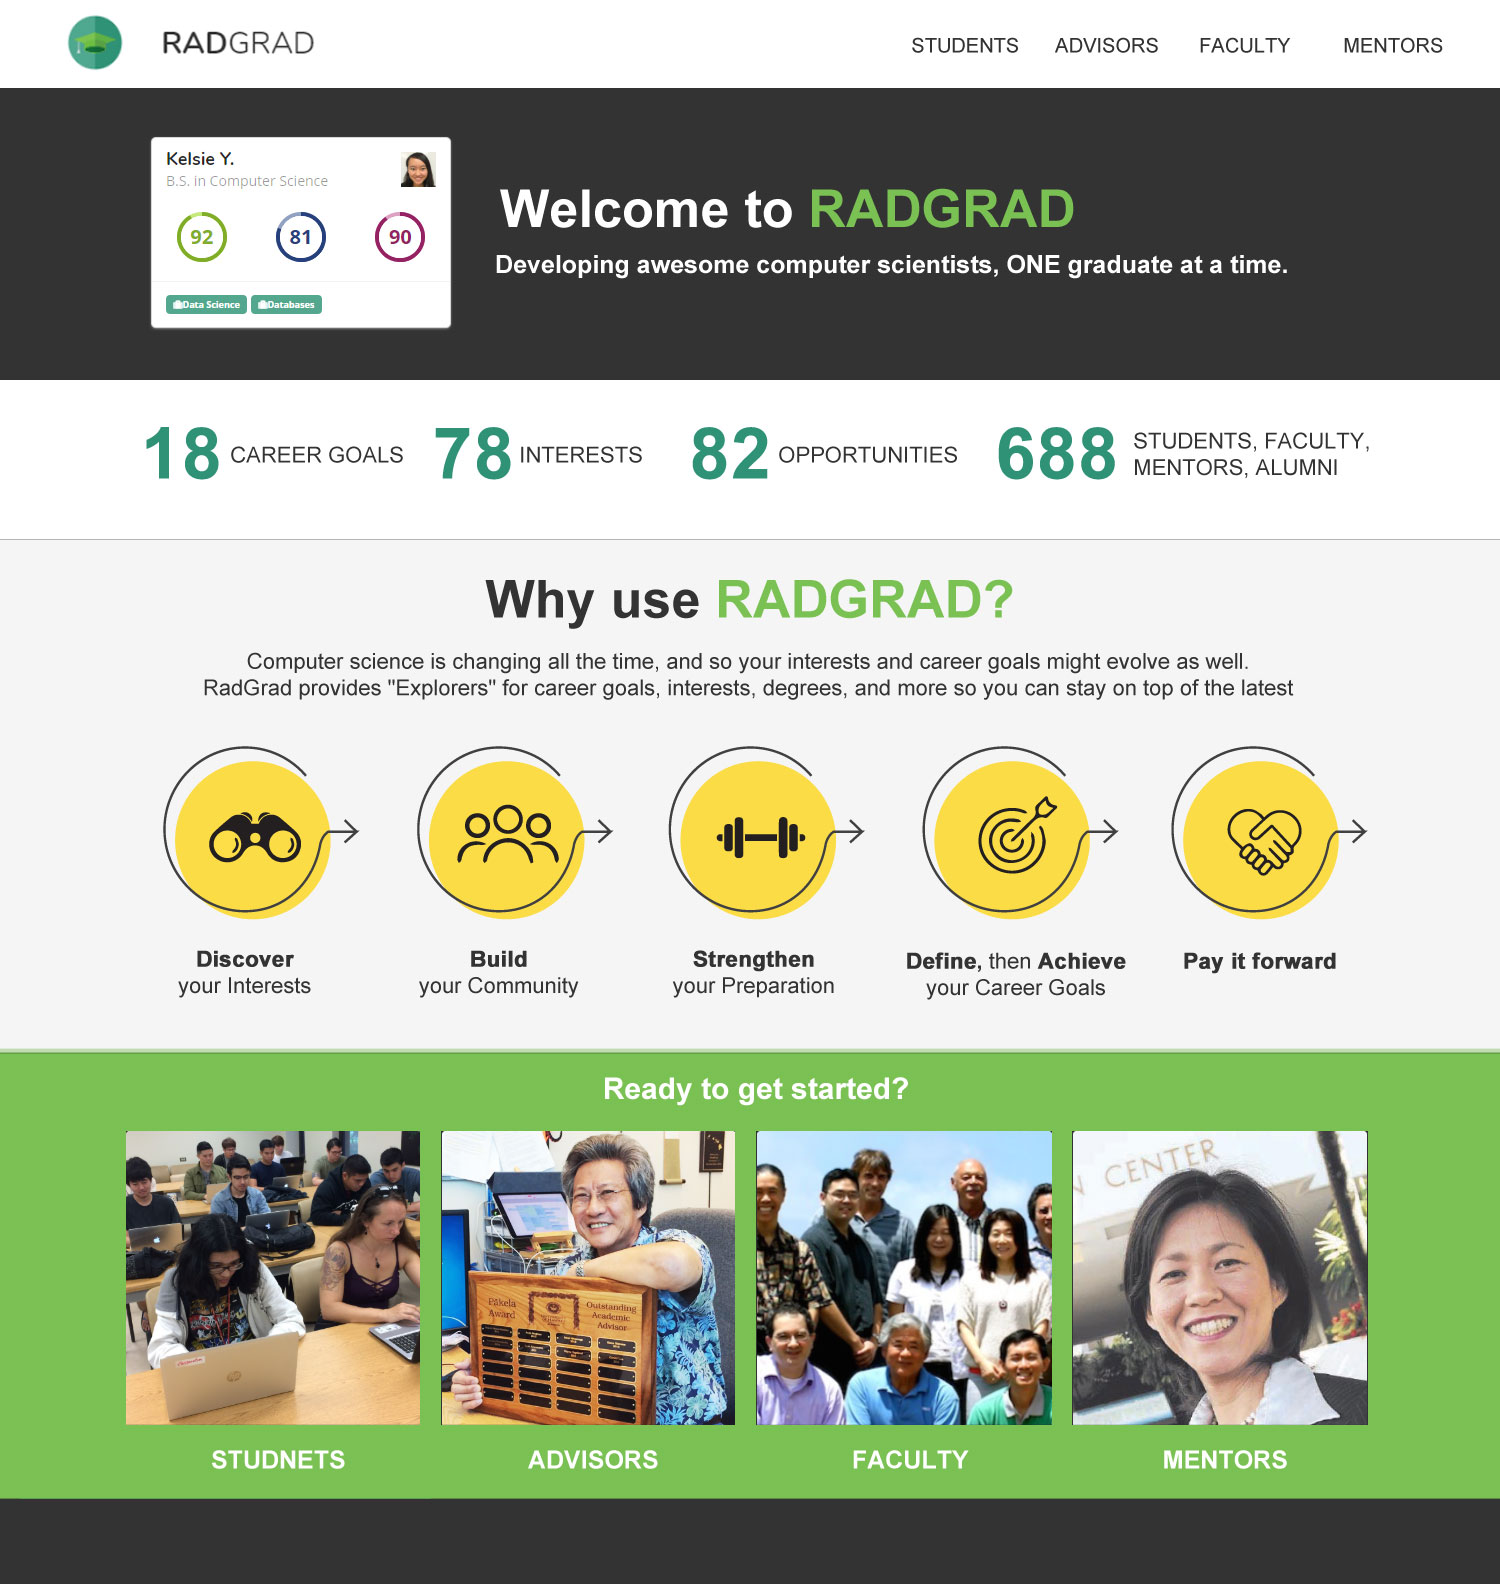 RADGRAD
STUDENTS ADVISORS FACULTY MENTORS
Kelsie Y.
B.S. in Computer Science
92 81 90
Data Science Databases
Welcome to RADGRAD
Developing awesome computer scientists, ONE graduate at a time.
18 CAREER GOALS
78 INTERESTS
82 OPPORTUNITIES
688 STUDENTS, FACULTY,
MENTORS, ALUMNI
Why use RADGRAD?
Computer science is changing all the time, and so your interests and career goals might evolve as well.
RadGrad provides "Explorers" for career goals, interests, degrees, and more so you can stay on top of the latest
Discover
your Interests
Build
your Community
Strengthen
your Preparation
Define, then Achieve
your Career Goals
Pay it forward
Ready to get started?
hp
Pākela
Award
Outstanding
Academic
Advisor
N CENTER
STUDNETS
ADVISORS
FACULTY
MENTORS